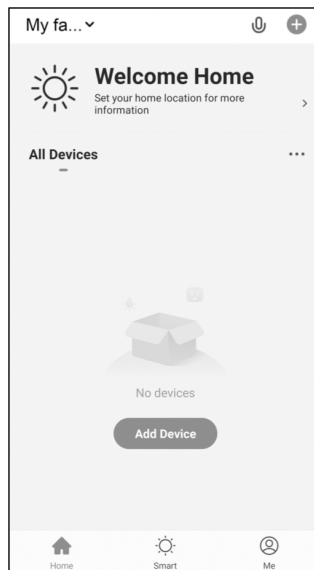 My fa...
Welcome Home
Set your home location for more
information
All Devices
No devices
Add Device
Home
Smart
Me